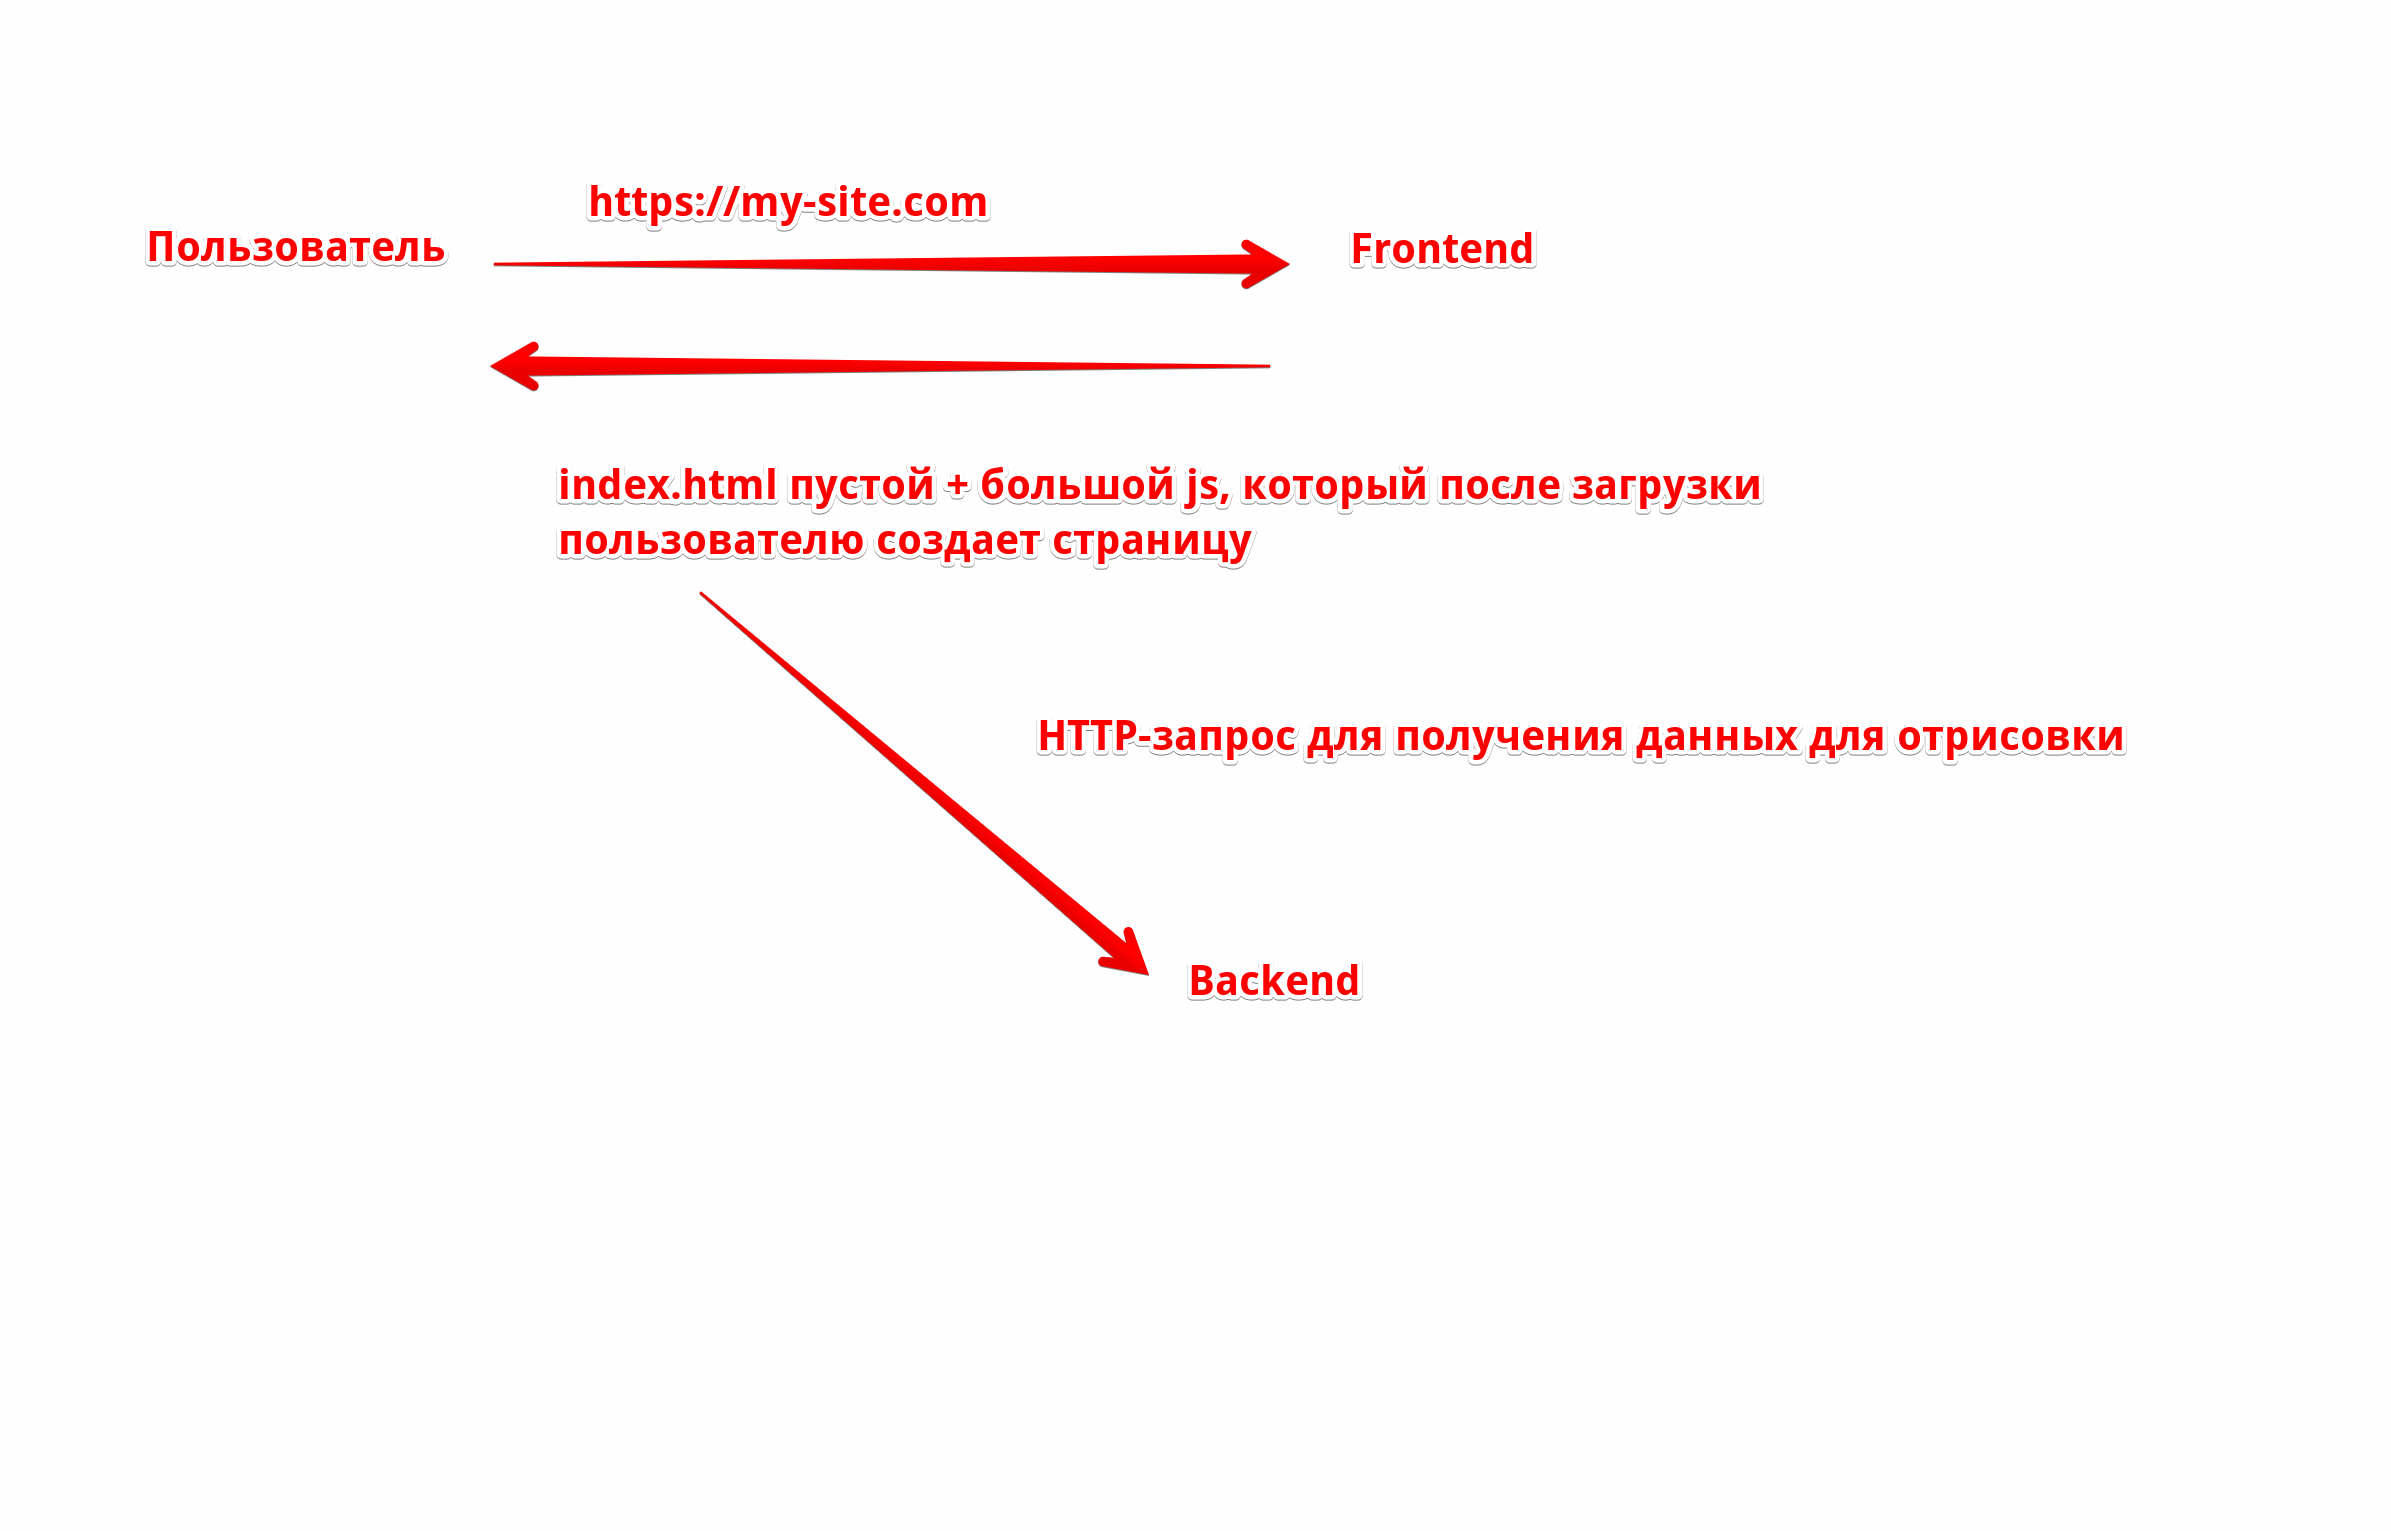 https://my-site.com
Пользователь
Frontend
index.html пустой + большой js, который после загрузки
пользователю создает страницу
HTTP-запрос для получения данных для отрисовки
Backend